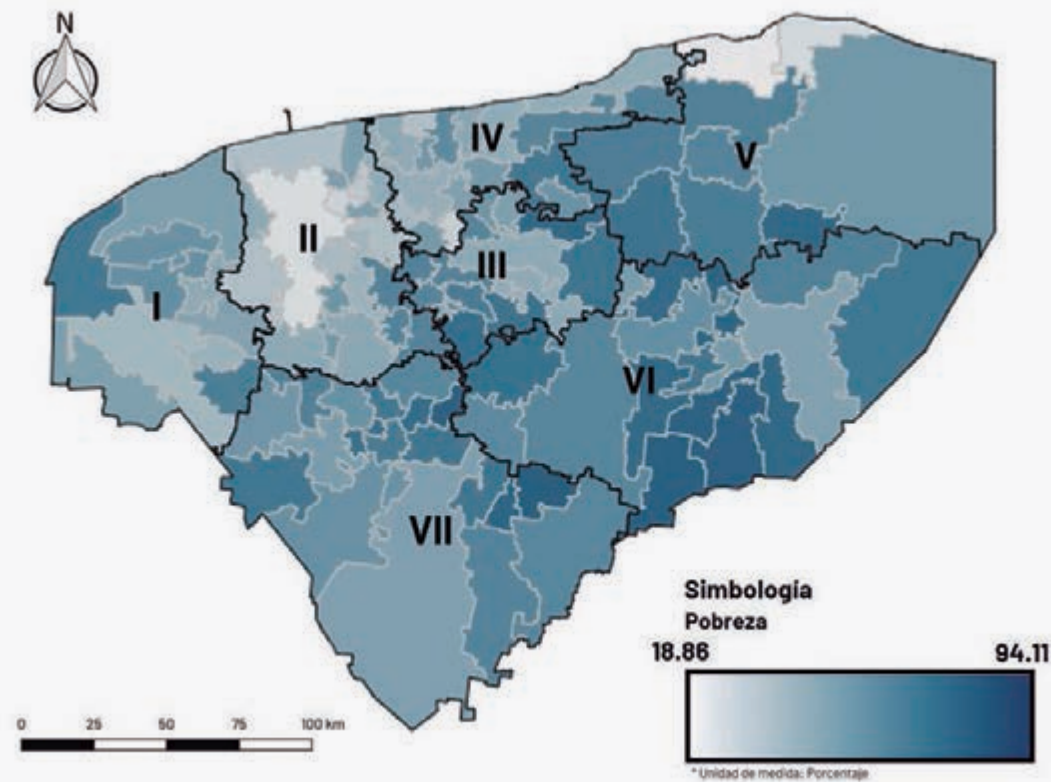 N
IV
V
II
III
I
VI
VII
Simbología
Pobreza
18.86 94.11
0 25 50 75 100 km
* Unidad de medida: Porcentaje